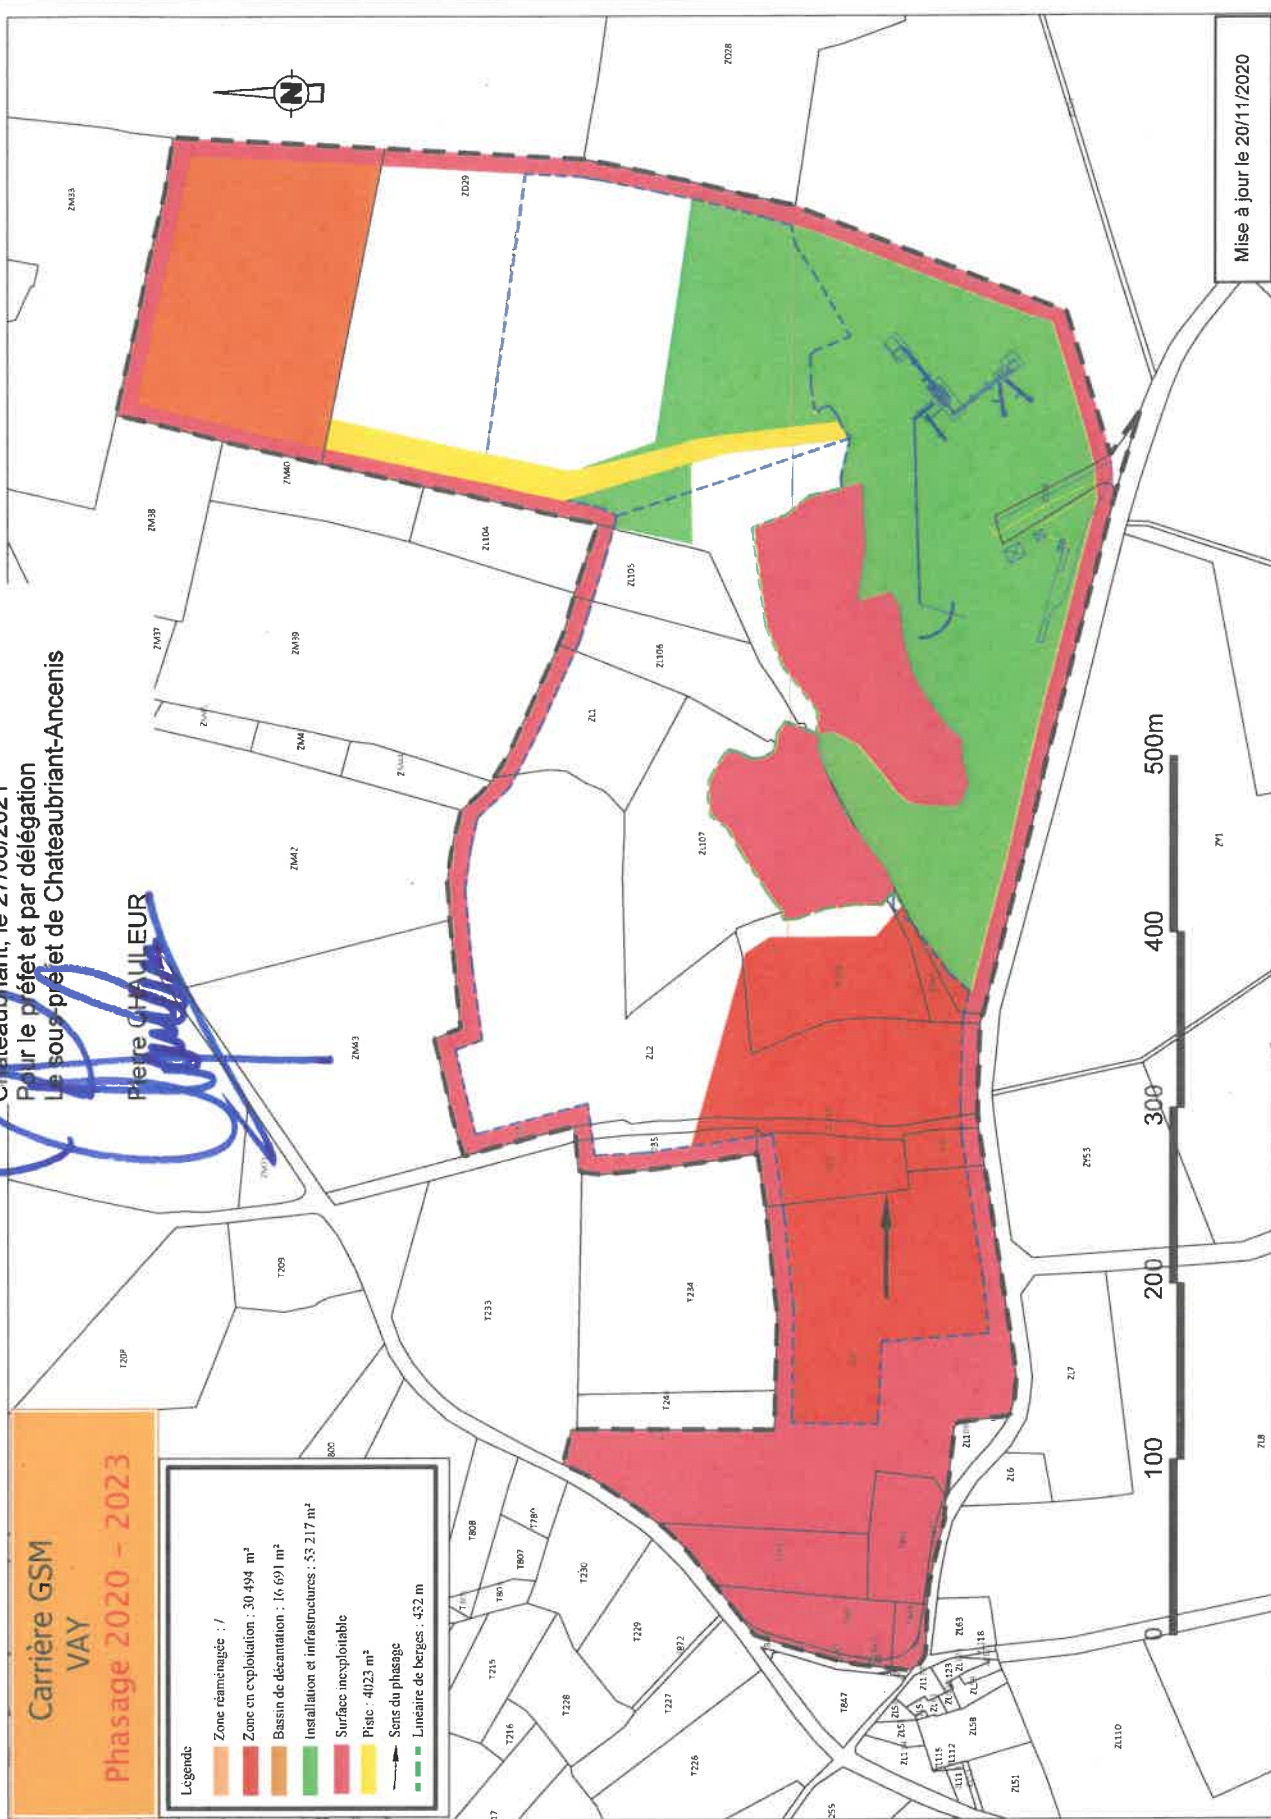 Carrière GSM
VAY
Phasage 2020 - 2023
Légende
Zone réaménagée : /
Zone en exploitation : 30 494 m²
Bassin de décantation : 16 691 m²
Installation et infrastructures : 53 217 m²
Surface inexploitable
Piste : 4023 m²
Sens du phasage
Linéaire de berges : 432 m
Pour le préfet et par délégation
Le sous-préfet de Chateaubriant-Ancenis
Pierre CHAULEUR
N
Mise à jour le 20/11/2020
0
100
200
300
400
500m
ZM33
ZD28
ZD29
ZM38
ZM40
ZM37
ZM39
ZL104
ZL105
ZL106
ZL1
ZM4
ZM42
ZL107
ZM43
ZL2
T208
T209
T233
T234
T808
T807
T780
T230
T229
T215
T216
T228
T227
T226
T847
ZL7
ZL6
ZL8
ZY53
ZY1
ZL63
ZL58
ZL51
ZL110